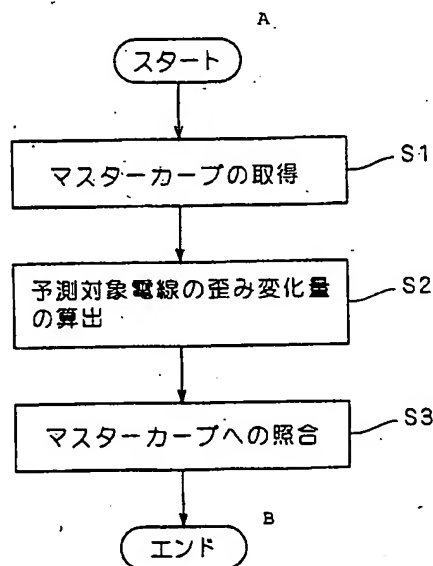 A
スタート
マスターカーブの取得
S1
予測対象電線の歪み変化量
の算出
S2
マスターカーブへの照合
S3
B
エンド